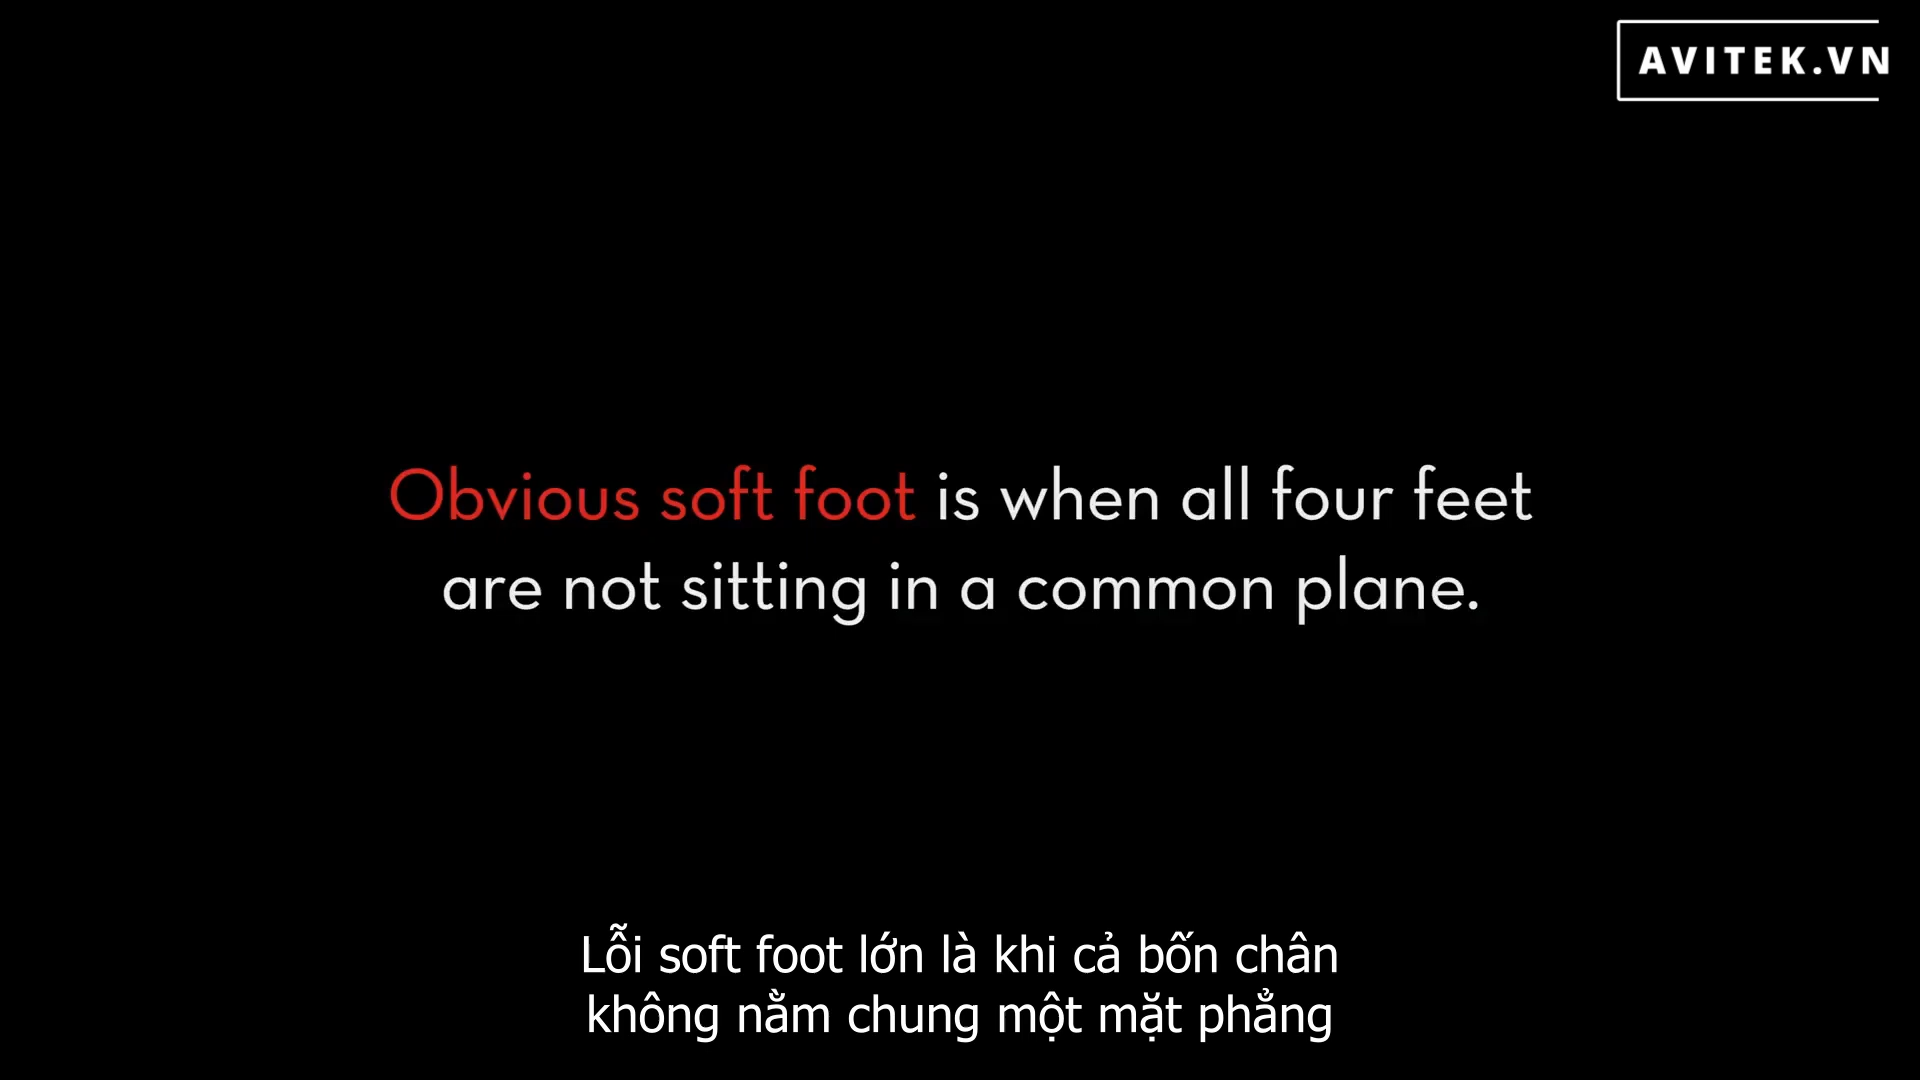 AVITEK.VN
Obvious soft foot is when all four feet
are not sitting in a common plane.
Lỗi soft foot lớn là khi cả bốn chân
không nằm chung một mặt phẳng